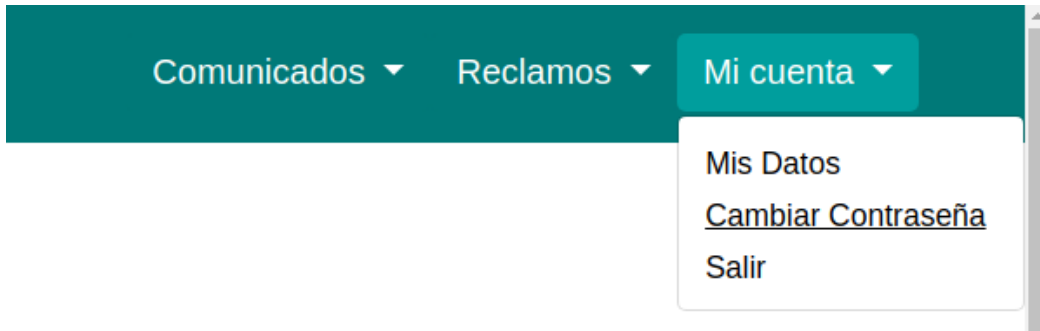 Comunicados Reclamos Mi cuenta
Mis Datos
Cambiar Contraseña
Salir